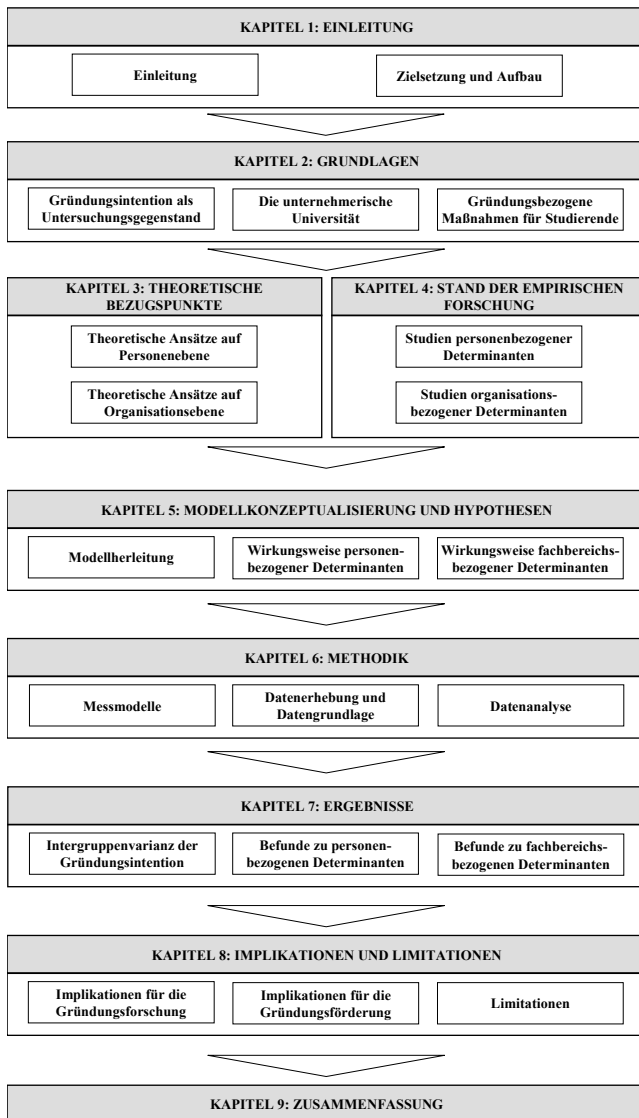 KAPITEL 1: EINLEITUNG
Einleitung
Zielsetzung und Aufbau
KAPITEL 2: GRUNDLAGEN
Gründungsintention als
Untersuchungsgegenstand
Die unternehmerische
Universität
Gründungsbezogene
Maßnahmen für Studierende
KAPITEL 3: THEORETISCHE
BEZUGSPUNKTE
Theoretische Ansätze auf
Personenebene
Theoretische Ansätze auf
Organisationsebene
KAPITEL 4: STAND DER EMPIRISCHEN
FORSCHUNG
Studien personenbezogener
Determinanten
Studien organisations-
bezogener Determinanten
KAPITEL 5: MODELLKONZEPTUALISIERUNG UND HYPOTHESEN
Modellherleitung
Wirkungsweise personen-
bezogener Determinanten
Wirkungsweise fachbereichs-
bezogener Determinanten
KAPITEL 6: METHODIK
Messmodelle
Datenerhebung und
Datengrundlage
Datenanalyse
KAPITEL 7: ERGEBNISSE
Intergruppenvarianz der
Gründungsintention
Befunde zu personen-
bezogenen Determinanten
Befunde zu fachbereichs-
bezogenen Determinanten
KAPITEL 8: IMPLIKATIONEN UND LIMITATIONEN
Implikationen für die
Gründungsforschung
Implikationen für die
Gründungsförderung
Limitationen
KAPITEL 9: ZUSAMMENFASSUNG